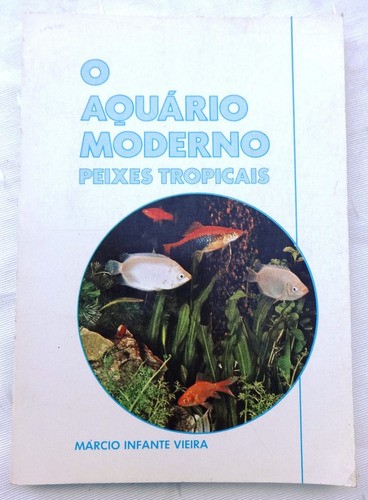 O
AQUÁRIO
MODERNO
PEIXES TROPICAIS
MÁRCIO INFANTE VIEIRA